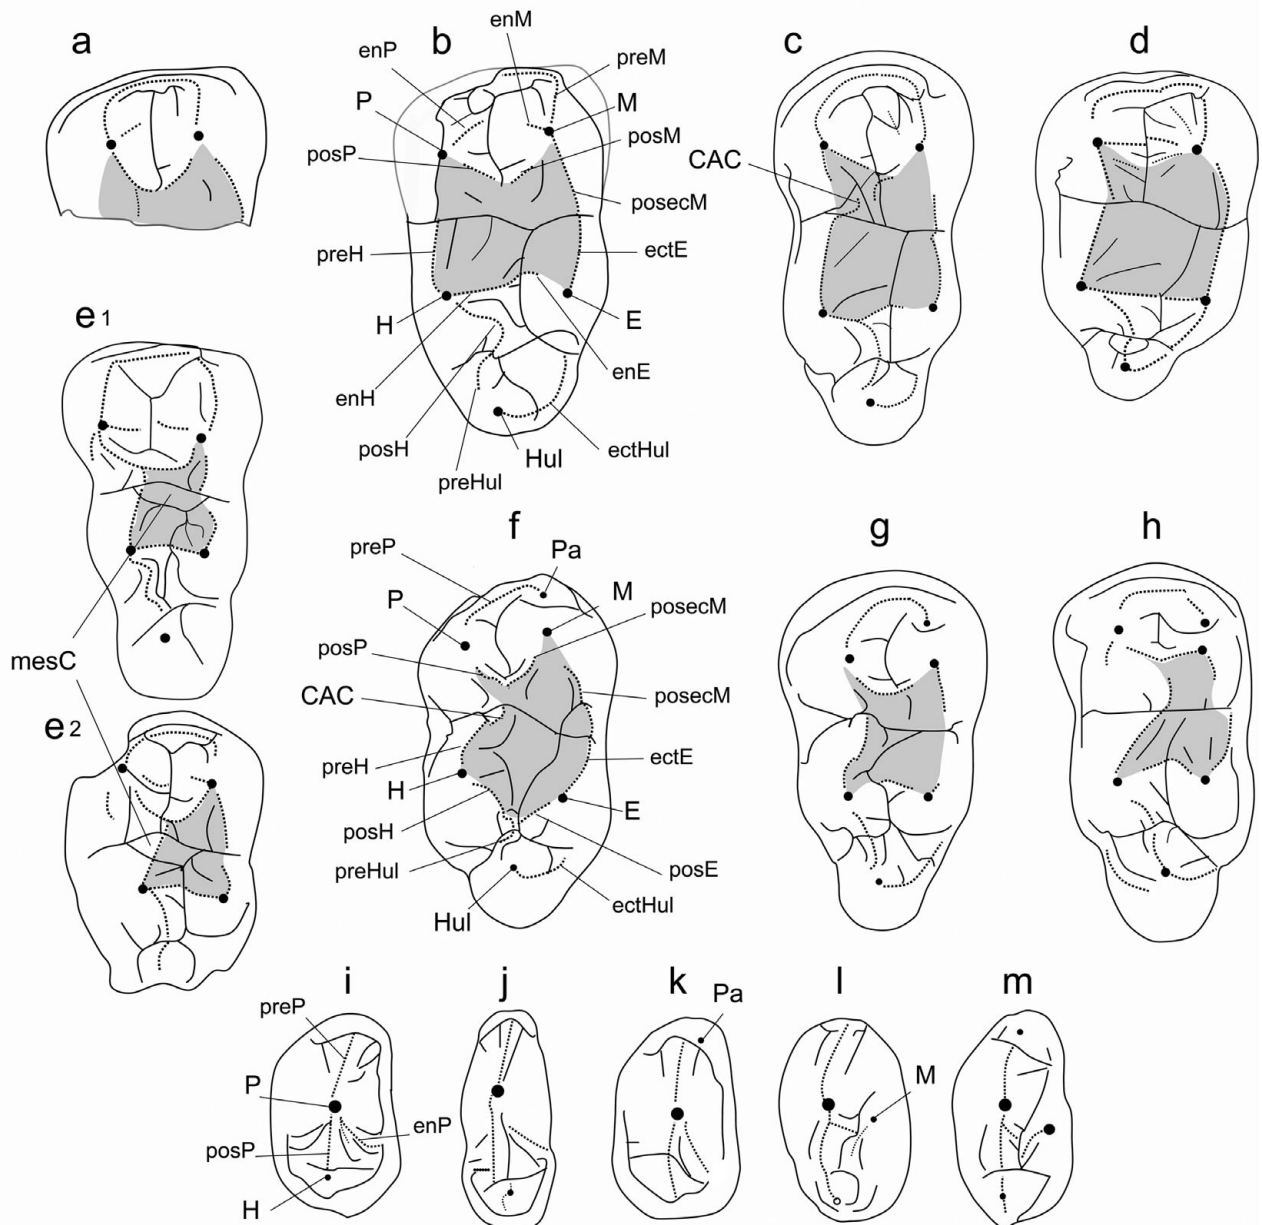 a
b
c
d
enM
enP
preM
P
M
posP
posM
CAC
posecM
preH
ectE
H
E
enH
enE
posH
preHul
Hul
ectHul
e1
mesC
e2
f
g
h
preP
Pa
P
M
posecM
posP
CAC
posecM
preH
ectE
H
E
posH
preHul
posE
Hul
ectHul
i
j
k
l
m
preP
Pa
P
M
enP
posP
H